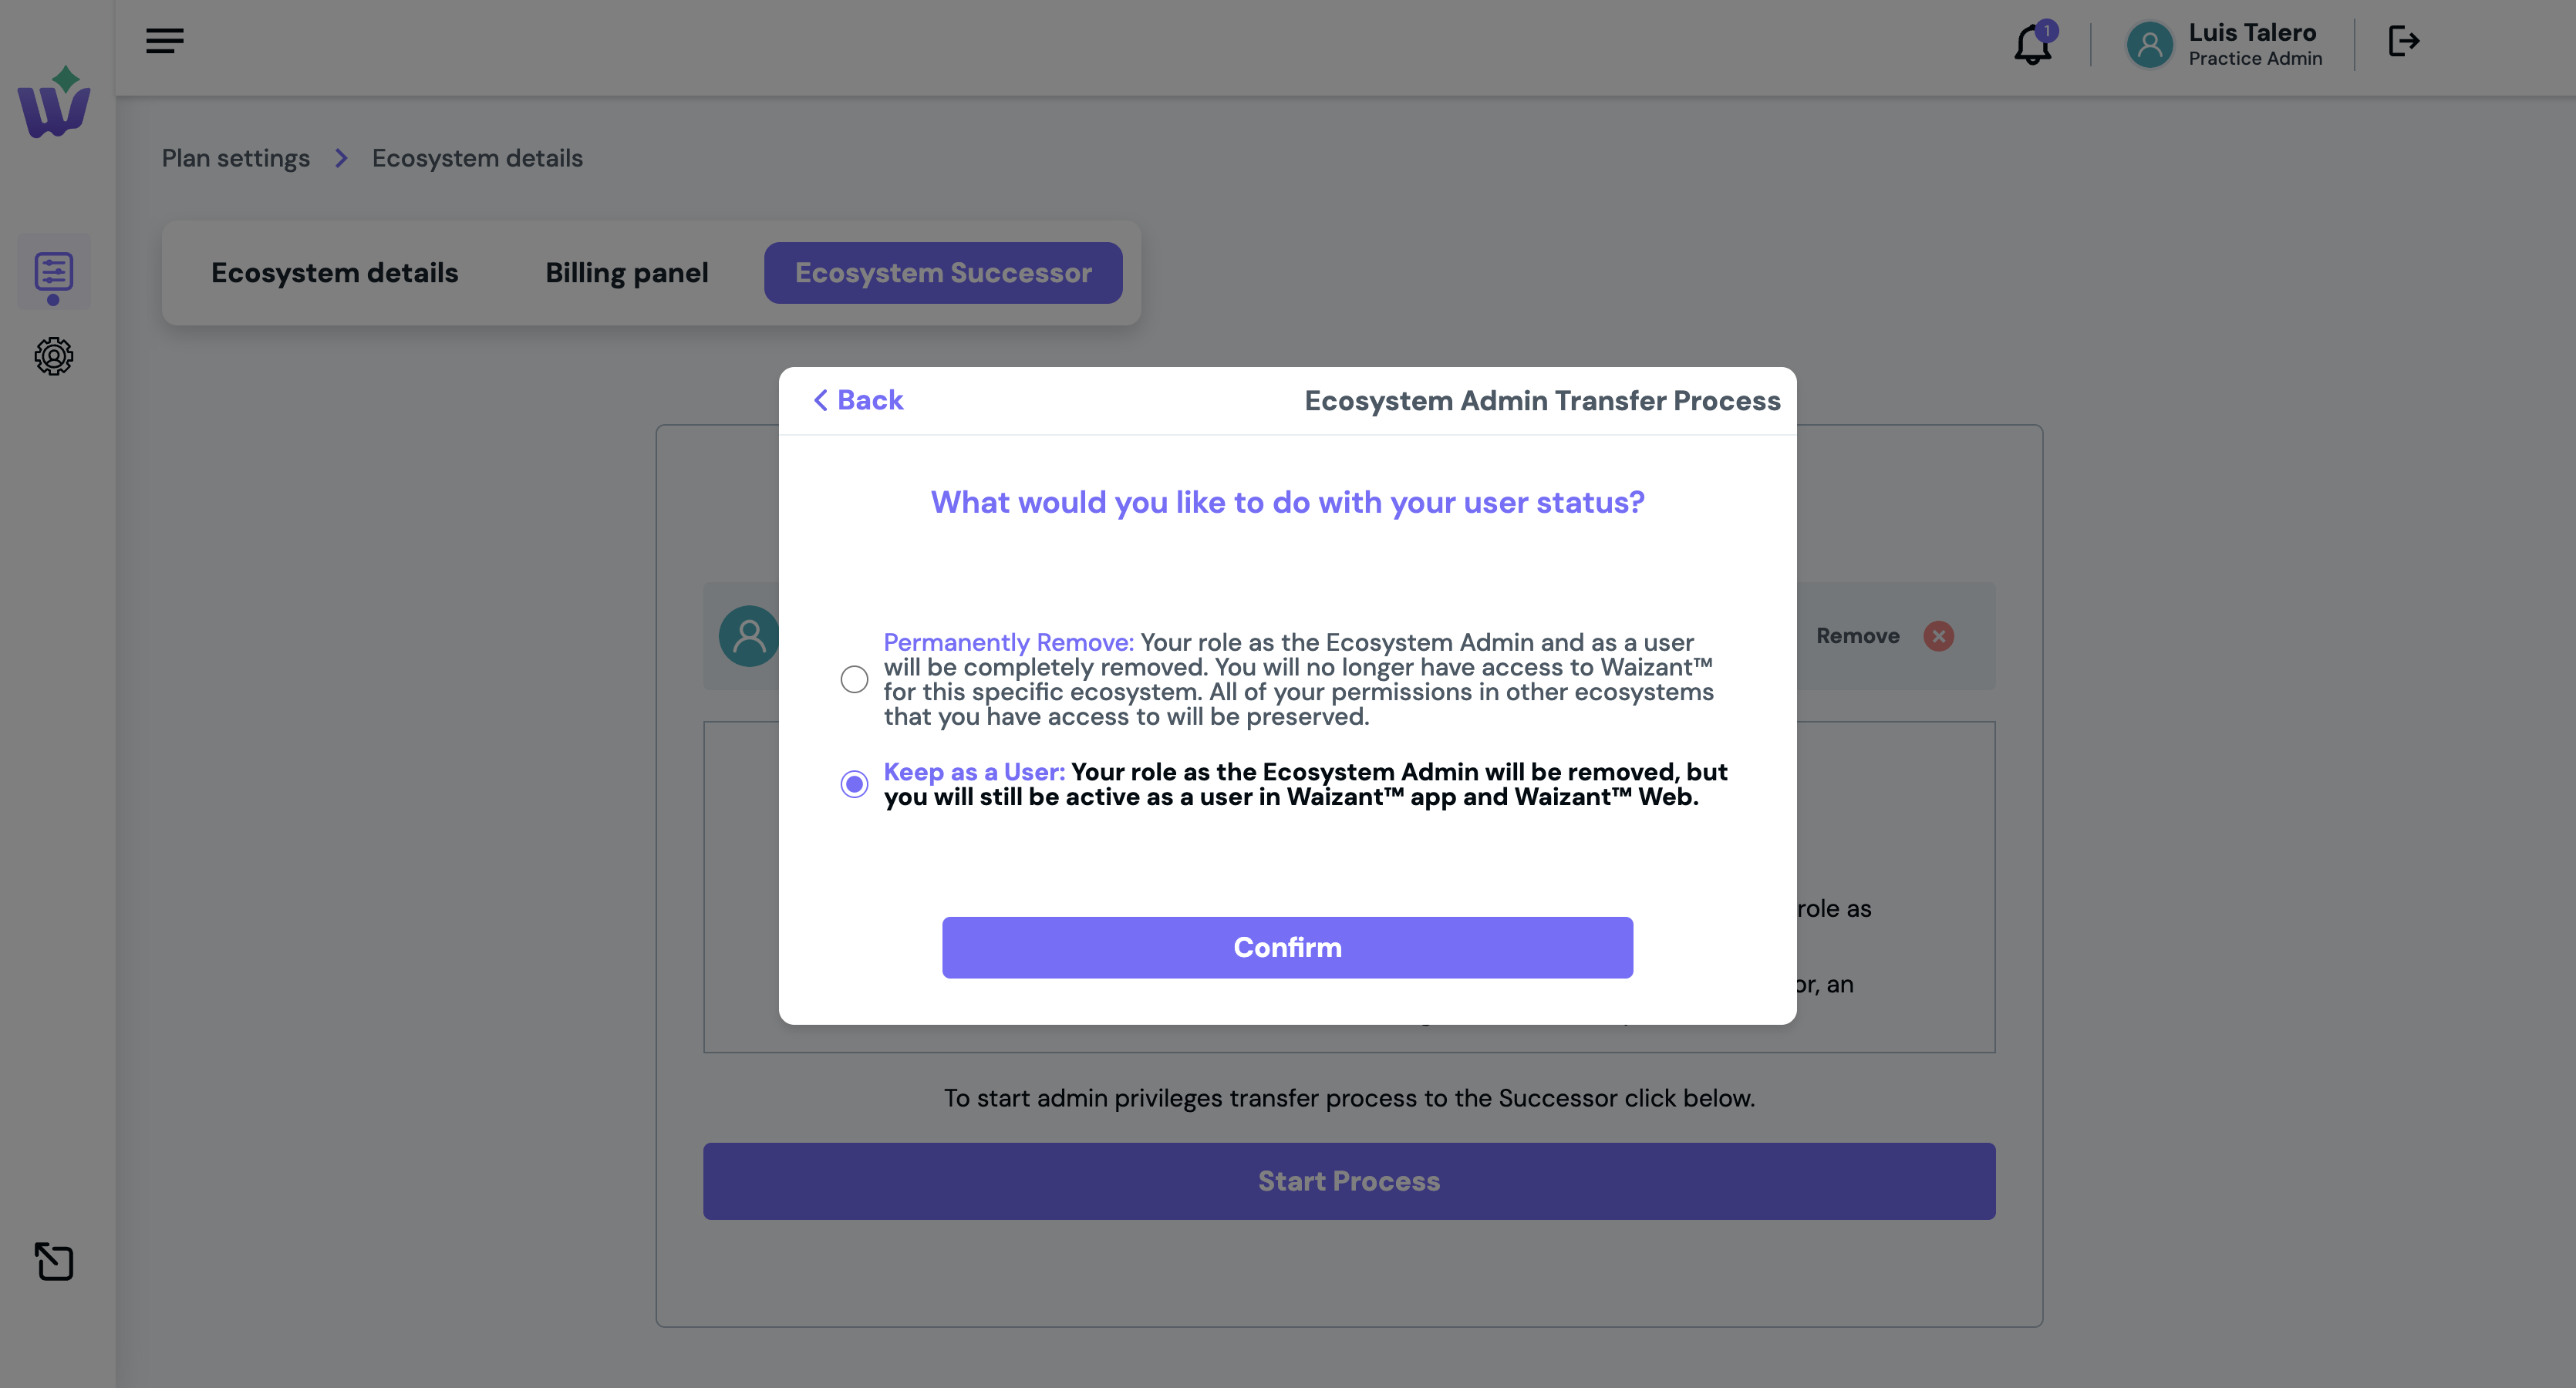 1
Luis Talero
Practice Admin
Plan settings
Ecosystem details
Ecosystem details
Billing panel
Ecosystem Successor
Back
Ecosystem Admin Transfer Process
What would you like to do with your user status?
Permanently Remove: Your role as the Ecosystem Admin and as a user
will be completely removed. You will no longer have access to Waizant™
for this specific ecosystem. All of your permissions in other ecosystems
that you have access to will be preserved.
Keep as a User: Your role as the Ecosystem Admin will be removed, but
you will still be active as a user in Waizant™ app and Waizant™ Web.
Confirm
Remove
role as
or, an
To start admin privileges transfer process to the Successor click below.
Start Process